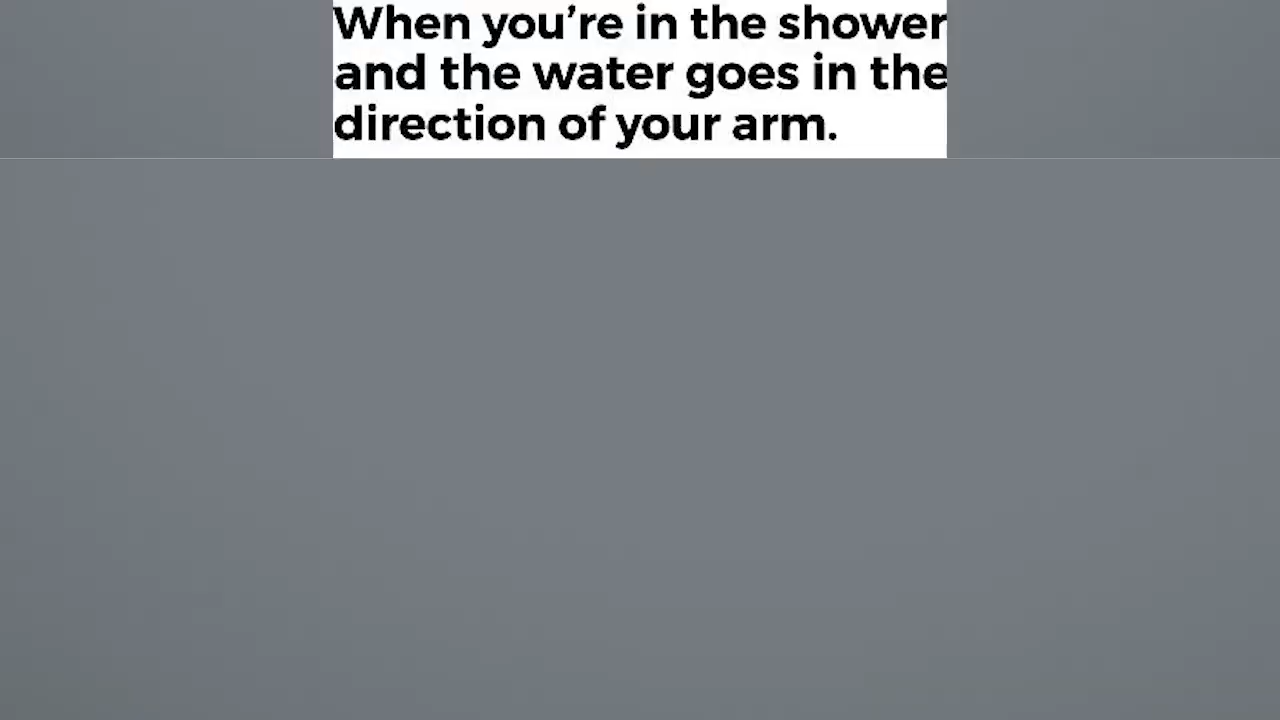 When you’re in the shower
and the water goes in the
direction of your arm.